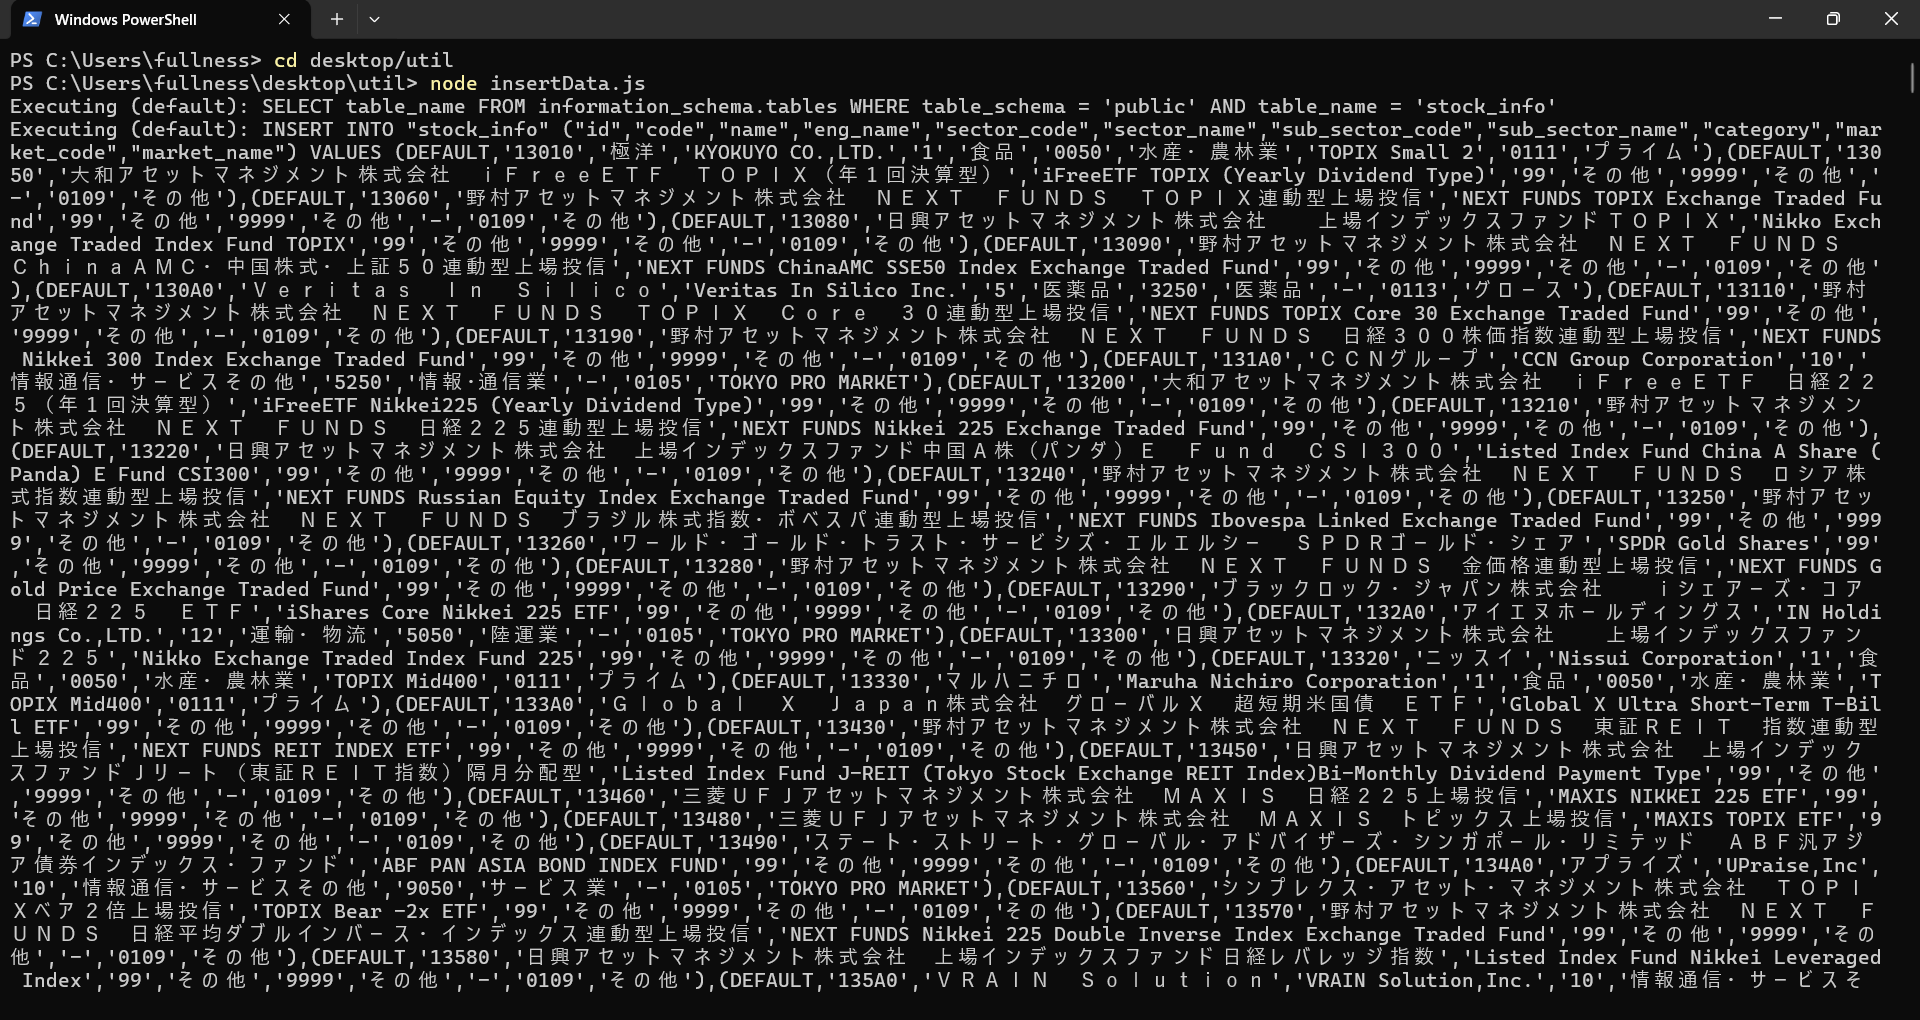 Windows PowerShell
PS C:\Users\fullness> cd desktop/util
PS C:\Users\fullness\desktop\util> node insertData.js
Executing (default): SELECT table_name FROM information_schema.tables WHERE table_schema = 'public' AND table_name = 'stock_info'
Executing (default): INSERT INTO "stock_info" ("id","code","name","eng_name","sector_code","sector_name","sub_sector_code","sub_sector_name","category","mar
ket_code","market_name") VALUES (DEFAULT,'13010','極洋','KYOKUYO CO.,LTD.','1','食品','0050','水産・農林業','TOPIX Small 2','0111','プライム'),(DEFAULT,'130
50','大和アセットマネジメント株式会社　ｉＦｒｅｅＥＴＦ　ＴＯＰＩＸ（年１回決算型）','iFreeETF TOPIX (Yearly Dividend Type)','99','その他','9999','その他','
-','0109','その他'),(DEFAULT,'13060','野村アセットマネジメント株式会社　ＮＥＸＴ　ＦＵＮＤＳ　ＴＯＰＩＸ連動型上場投信','NEXT FUNDS TOPIX Exchange Traded Fu
nd','99','その他','9999','その他','-','0109','その他'),(DEFAULT,'13080','日興アセットマネジメント株式会社　　上場インデックスファンドＴＯＰＩＸ','Nikko Exch
ange Traded Index Fund TOPIX','99','その他','9999','その他','-','0109','その他'),(DEFAULT,'13090','野村アセットマネジメント株式会社　ＮＥＸＴ　ＦＵＮＤＳ
ＣｈｉｎａＡＭＣ・中国株式・上証５０連動型上場投信','NEXT FUNDS ChinaAMC SSE50 Index Exchange Traded Fund','99','その他','9999','その他','-','0109','その他'
),(DEFAULT,'130A0','Ｖｅｒｉｔａｓ　Ｉｎ　Ｓｉｌｉｃｏ','Veritas In Silico Inc.','5','医薬品','3250','医薬品','-','0113','グロース'),(DEFAULT,'13110','野村
アセットマネジメント株式会社　ＮＥＸＴ　ＦＵＮＤＳ　ＴＯＰＩＸ　Ｃｏｒｅ　３０連動型上場投信','NEXT FUNDS TOPIX Core 30 Exchange Traded Fund','99','その他',
'9999','その他','-','0109','その他'),(DEFAULT,'13190','野村アセットマネジメント株式会社　ＮＥＸＴ　ＦＵＮＤＳ　日経３００株価指数連動型上場投信','NEXT FUNDS
 Nikkei 300 Index Exchange Traded Fund','99','その他','9999','その他','-','0109','その他'),(DEFAULT,'131A0','ＣＣＮグループ','CCN Group Corporation','10','
情報通信・サービスその他','5250','情報･通信業','-','0105','TOKYO PRO MARKET'),(DEFAULT,'13200','大和アセットマネジメント株式会社　ｉＦｒｅｅＥＴＦ　日経２２
５（年１回決算型）','iFreeETF Nikkei225 (Yearly Dividend Type)','99','その他','9999','その他','-','0109','その他'),(DEFAULT,'13210','野村アセットマネジメン
ト株式会社　ＮＥＸＴ　ＦＵＮＤＳ　日経２２５連動型上場投信','NEXT FUNDS Nikkei 225 Exchange Traded Fund','99','その他','9999','その他','-','0109','その他'),
(DEFAULT,'13220','日興アセットマネジメント株式会社　上場インデックスファンド中国Ａ株（パンダ）Ｅ　Ｆｕｎｄ　ＣＳＩ３００','Listed Index Fund China A Share (
Panda) E Fund CSI300','99','その他','9999','その他','-','0109','その他'),(DEFAULT,'13240','野村アセットマネジメント株式会社　ＮＥＸＴ　ＦＵＮＤＳ　ロシア株
式指数連動型上場投信','NEXT FUNDS Russian Equity Index Exchange Traded Fund','99','その他','9999','その他','-','0109','その他'),(DEFAULT,'13250','野村アセッ
トマネジメント株式会社　ＮＥＸＴ　ＦＵＮＤＳ　ブラジル株式指数・ボベスパ連動型上場投信','NEXT FUNDS Ibovespa Linked Exchange Traded Fund','99','その他','999
9','その他','-','0109','その他'),(DEFAULT,'13260','ワールド・ゴールド・トラスト・サービシズ・エルエルシー　ＳＰＤＲゴールド・シェア','SPDR Gold Shares','99'
,'その他','9999','その他','-','0109','その他'),(DEFAULT,'13280','野村アセットマネジメント株式会社　ＮＥＸＴ　ＦＵＮＤＳ　金価格連動型上場投信','NEXT FUNDS G
old Price Exchange Traded Fund','99','その他','9999','その他','-','0109','その他'),(DEFAULT,'13290','ブラックロック・ジャパン株式会社　　ｉシェアーズ・コア
　日経２２５　ＥＴＦ','iShares Core Nikkei 225 ETF','99','その他','9999','その他','-','0109','その他'),(DEFAULT,'132A0','アイエヌホールディングス','IN Holdi
ngs Co.,LTD.','12','運輸・物流','5050','陸運業','-','0105','TOKYO PRO MARKET'),(DEFAULT,'13300','日興アセットマネジメント株式会社　　上場インデックスファン
ド２２５','Nikko Exchange Traded Index Fund 225','99','その他','9999','その他','-','0109','その他'),(DEFAULT,'13320','ニッスイ','Nissui Corporation','1','食
品','0050','水産・農林業','TOPIX Mid400','0111','プライム'),(DEFAULT,'13330','マルハニチロ','Maruha Nichiro Corporation','1','食品','0050','水産・農林業','T
OPIX Mid400','0111','プライム'),(DEFAULT,'133A0','Ｇｌｏｂａｌ　Ｘ　Ｊａｐａｎ株式会社　グローバルＸ　超短期米国債　ＥＴＦ','Global X Ultra Short-Term T-Bil
l ETF','99','その他','9999','その他','-','0109','その他'),(DEFAULT,'13430','野村アセットマネジメント株式会社　ＮＥＸＴ　ＦＵＮＤＳ　東証ＲＥＩＴ　指数連動型
上場投信','NEXT FUNDS REIT INDEX ETF','99','その他','9999','その他','-','0109','その他'),(DEFAULT,'13450','日興アセットマネジメント株式会社　上場インデック
スファンドＪリート（東証ＲＥＩＴ指数）隔月分配型','Listed Index Fund J-REIT (Tokyo Stock Exchange REIT Index)Bi-Monthly Dividend Payment Type','99','その他'
,'9999','その他','-','0109','その他'),(DEFAULT,'13460','三菱ＵＦＪアセットマネジメント株式会社　ＭＡＸＩＳ　日経２２５上場投信','MAXIS NIKKEI 225 ETF','99',
'その他','9999','その他','-','0109','その他'),(DEFAULT,'13480','三菱ＵＦＪアセットマネジメント株式会社　ＭＡＸＩＳ　トピックス上場投信','MAXIS TOPIX ETF','9
9','その他','9999','その他','-','0109','その他'),(DEFAULT,'13490','ステート・ストリート・グローバル・アドバイザーズ・シンガポール・リミテッド　ＡＢＦ汎アジ
ア債券インデックス・ファンド','ABF PAN ASIA BOND INDEX FUND','99','その他','9999','その他','-','0109','その他'),(DEFAULT,'134A0','アプライズ','UPraise,Inc',
'10','情報通信・サービスその他','9050','サービス業','-','0105','TOKYO PRO MARKET'),(DEFAULT,'13560','シンプレクス・アセット・マネジメント株式会社　ＴＯＰＩ
Ｘベア２倍上場投信','TOPIX Bear -2x ETF','99','その他','9999','その他','-','0109','その他'),(DEFAULT,'13570','野村アセットマネジメント株式会社　ＮＥＸＴ　Ｆ
ＵＮＤＳ　日経平均ダブルインバース・インデックス連動型上場投信','NEXT FUNDS Nikkei 225 Double Inverse Index Exchange Traded Fund','99','その他','9999','その
他','-','0109','その他'),(DEFAULT,'13580','日興アセットマネジメント株式会社　上場インデックスファンド日経レバレッジ指数','Listed Index Fund Nikkei Leveraged
 Index','99','その他','9999','その他','-','0109','その他'),(DEFAULT,'135A0','ＶＲＡＩＮ　Ｓｏｌｕｔｉｏｎ','VRAIN Solution,Inc.','10','情報通信・サービスそ